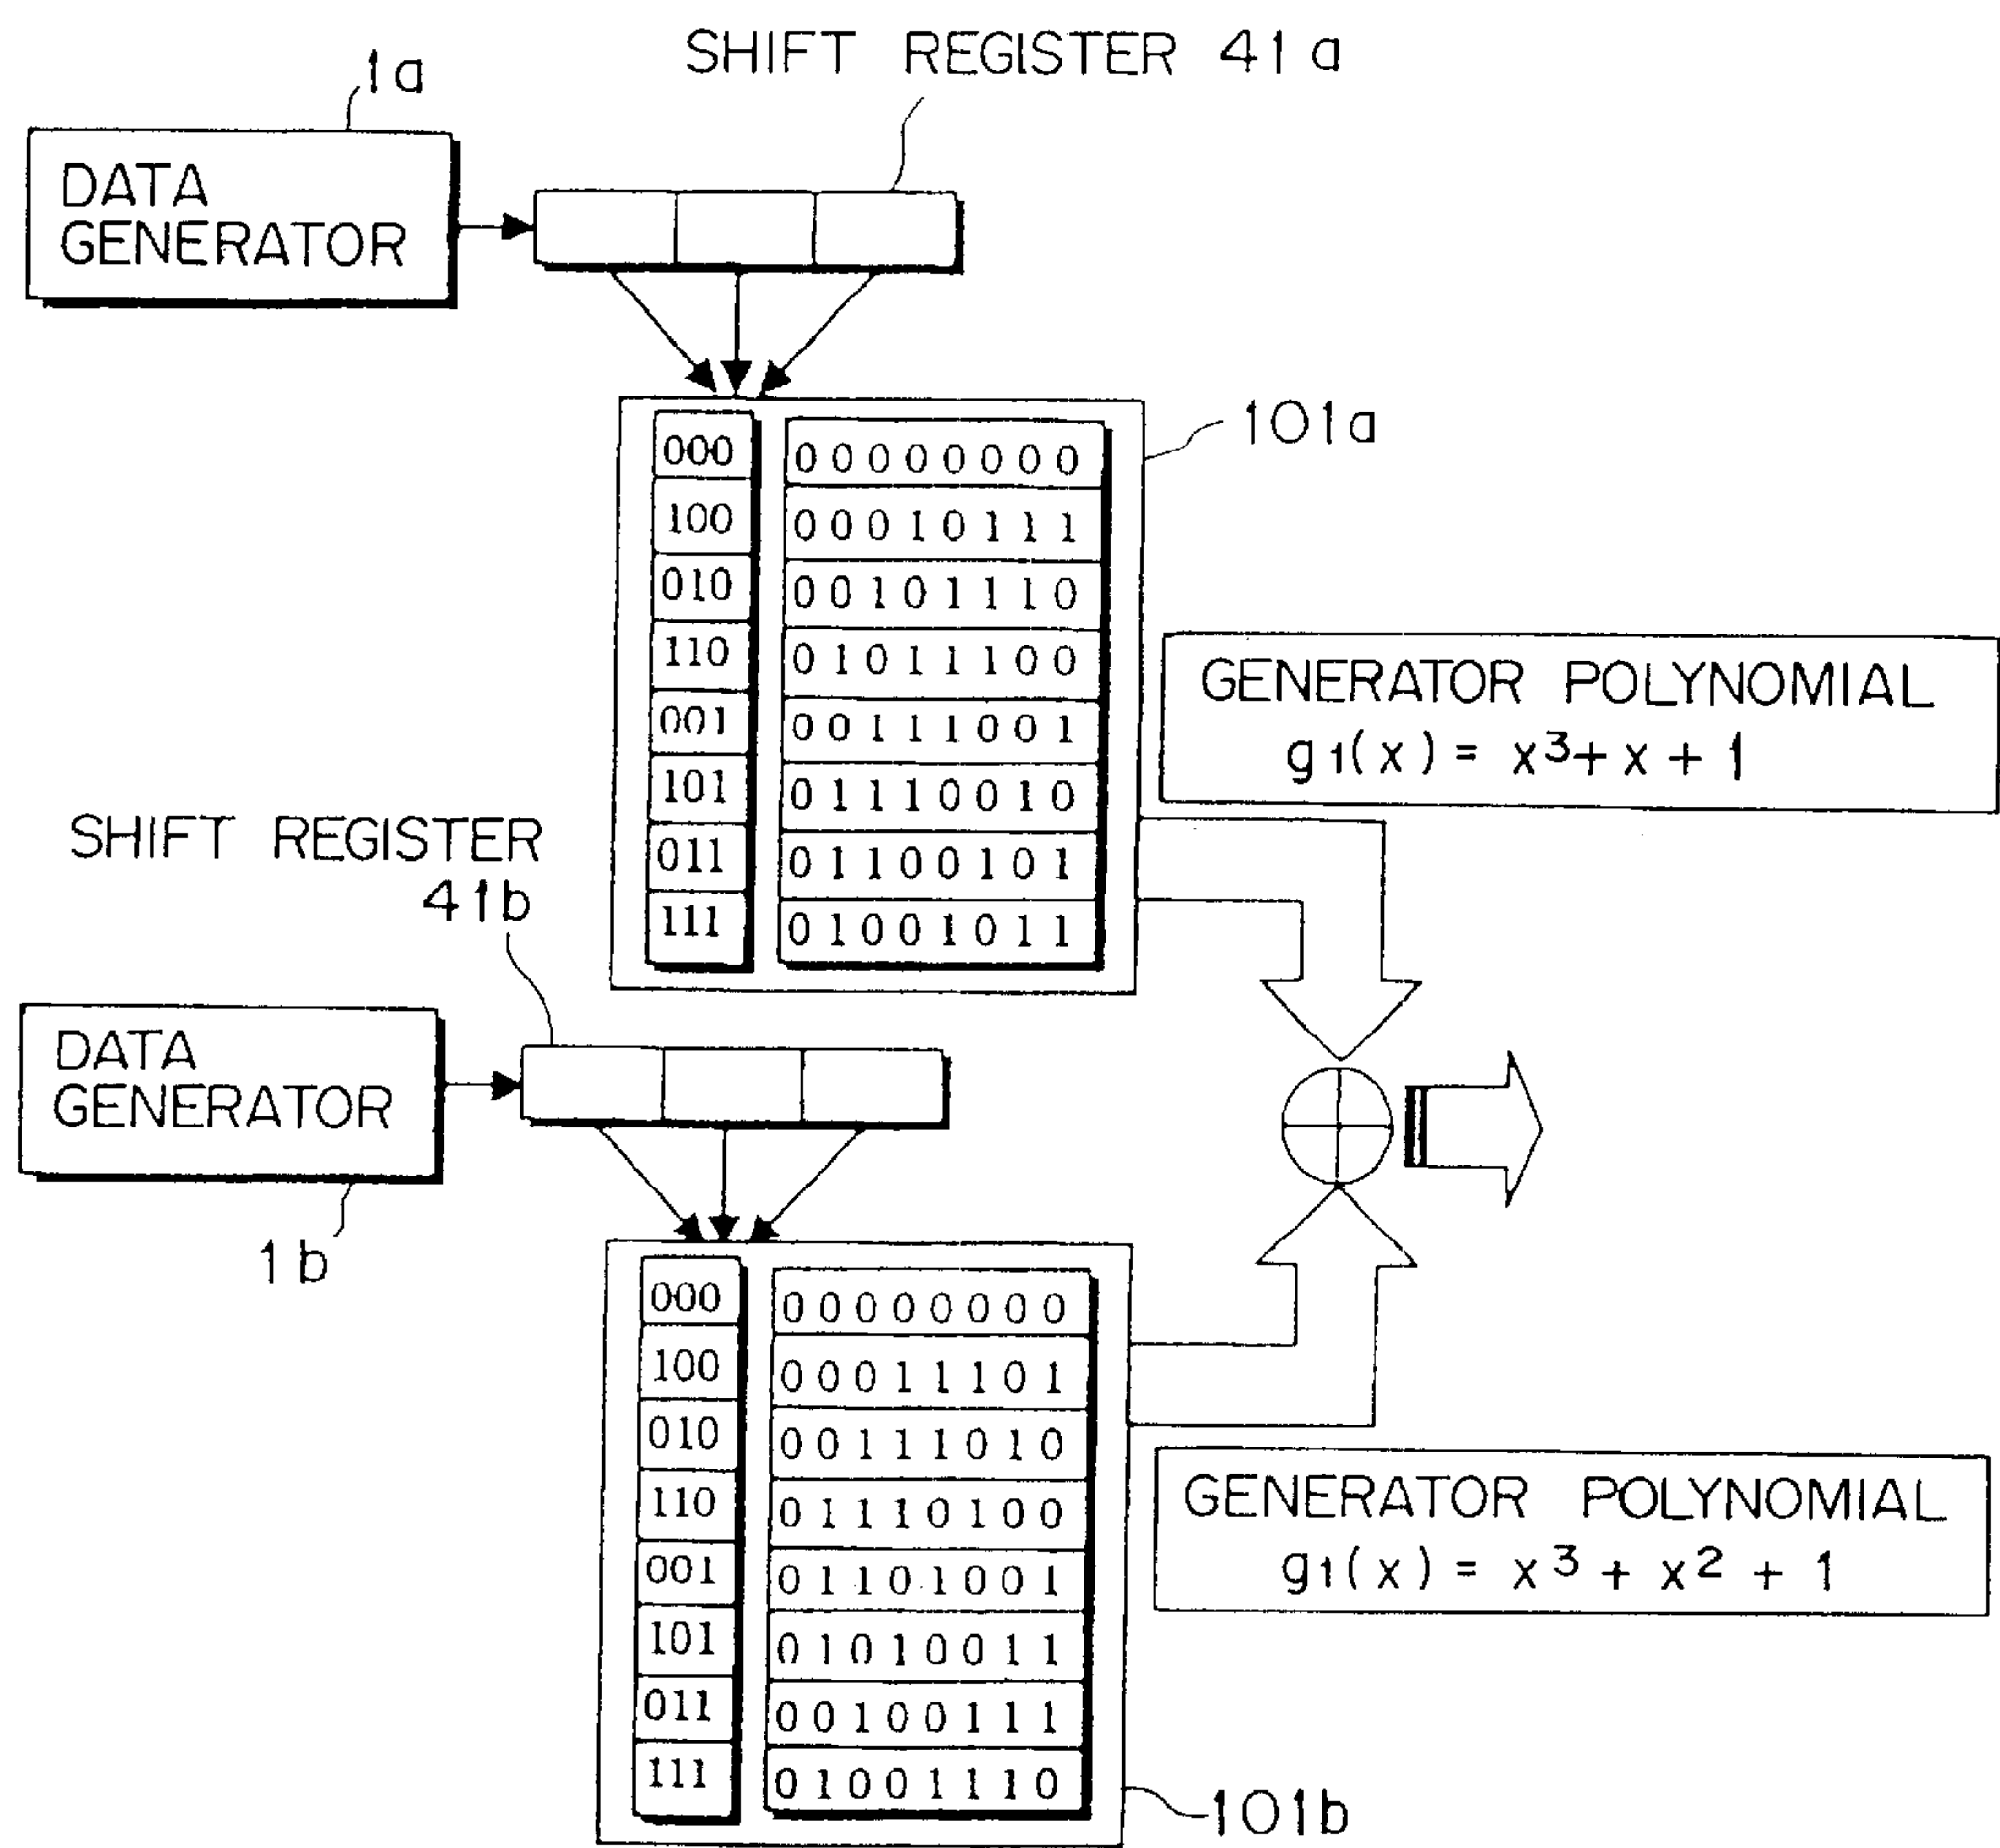 1a
SHIFT REGISTER 41a
DATA
GENERATOR
101a
000 00000000
100 00010111
010 00101110
110 01011100
001 00111001
101 01110010
011 01100101
111 01001011
GENERATOR POLYNOMIAL
g1(x) = x³+ x + 1
SHIFT REGISTER
41b
DATA
GENERATOR
1b
000 00000000
100 00011101
010 00111010
110 01110100
001 01101001
101 01010011
011 00100111
111 01001110
GENERATOR POLYNOMIAL
g1(x) = x³ + x² + 1
101b